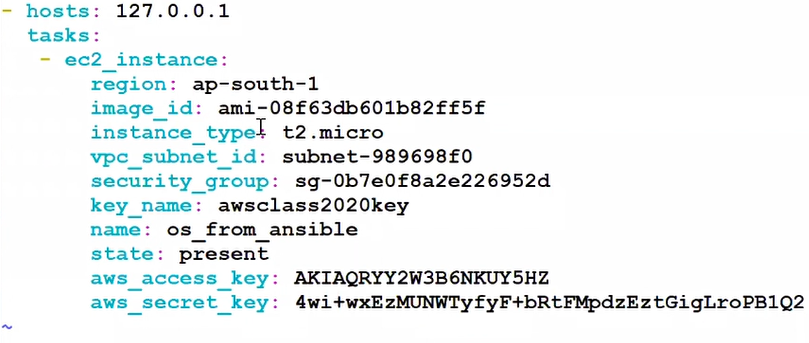 - hosts: 127.0.0.1
  tasks:
   - ec2_instance:
       region: ap-south-1
       image_id: ami-08f63db601b82ff5f
       instance_type: t2.micro
       vpc_subnet_id: subnet-989698f0
       security_group: sg-0b7e0f8a2e226952d
       key_name: awsclass2020key
       name: os_from_ansible
       state: present
       aws_access_key: AKIAQRYY2W3B6NKUY5HZ
       aws_secret_key: 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
~